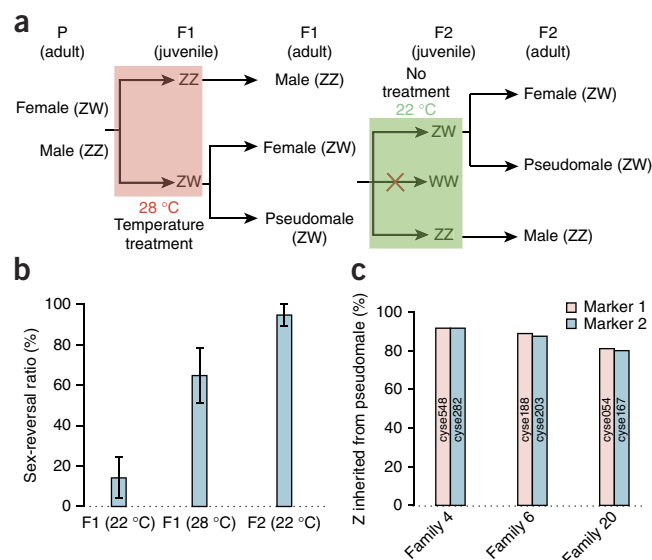 a
P
(adult)
F1
(juvenile)
F1
(adult)
F2
(juvenile)
F2
(adult)
Female (ZW)
Male (ZZ)
ZZ
ZW
28 °C
Temperature
treatment
Male (ZZ)
Female (ZW)
Pseudomale
(ZW)
No
treatment
22 °C
ZW
WW
ZZ
Female (ZW)
Pseudomale (ZW)
Male (ZZ)
b
Sex-reversal ratio (%)
100
80
60
40
20
0
F1 (22 °C)
F1 (28 °C)
F2 (22 °C)
c
Z inherited from pseudomale (%)
100
80
60
40
20
0
Marker 1
Marker 2
cyse548
cyse282
cyse188
cyse203
cyse054
cyse167
Family 4
Family 6
Family 20